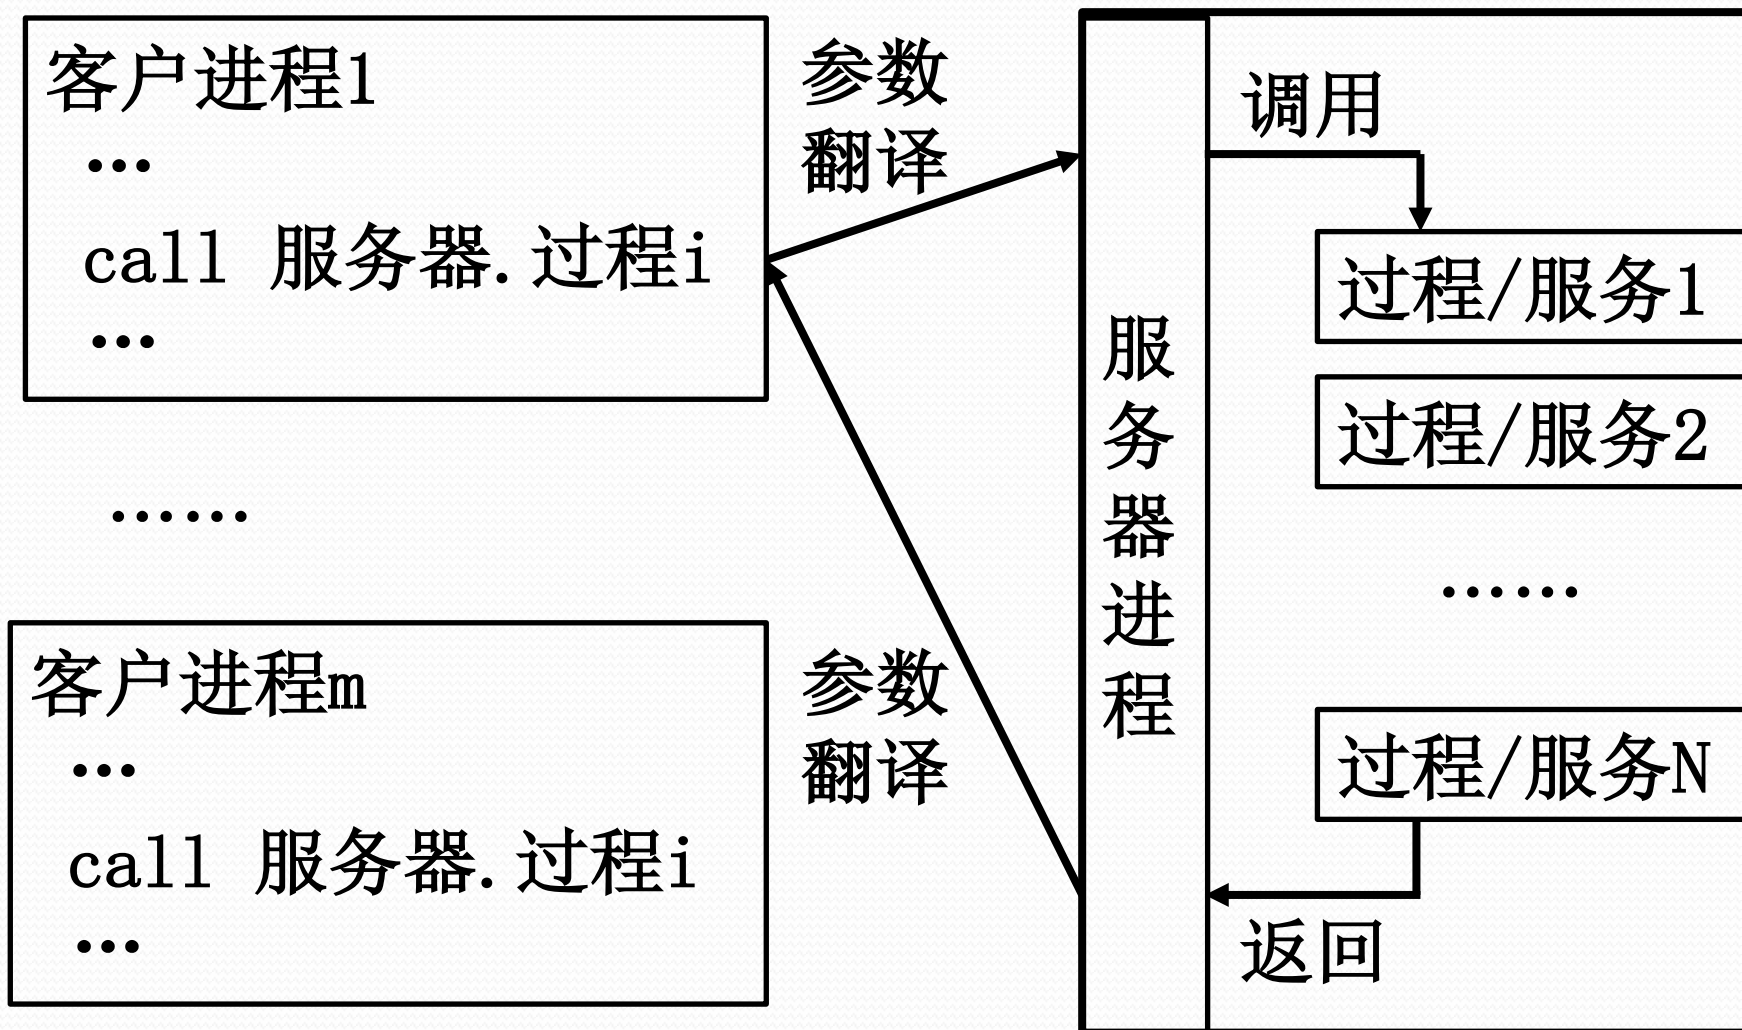 客户进程1
…
call 服务器.过程i
…
……
客户进程m
…
call 服务器.过程i
…
参数
翻译
参数
翻译
服
务
器
进
程
调用
过程/服务1
过程/服务2
……
过程/服务N
返回